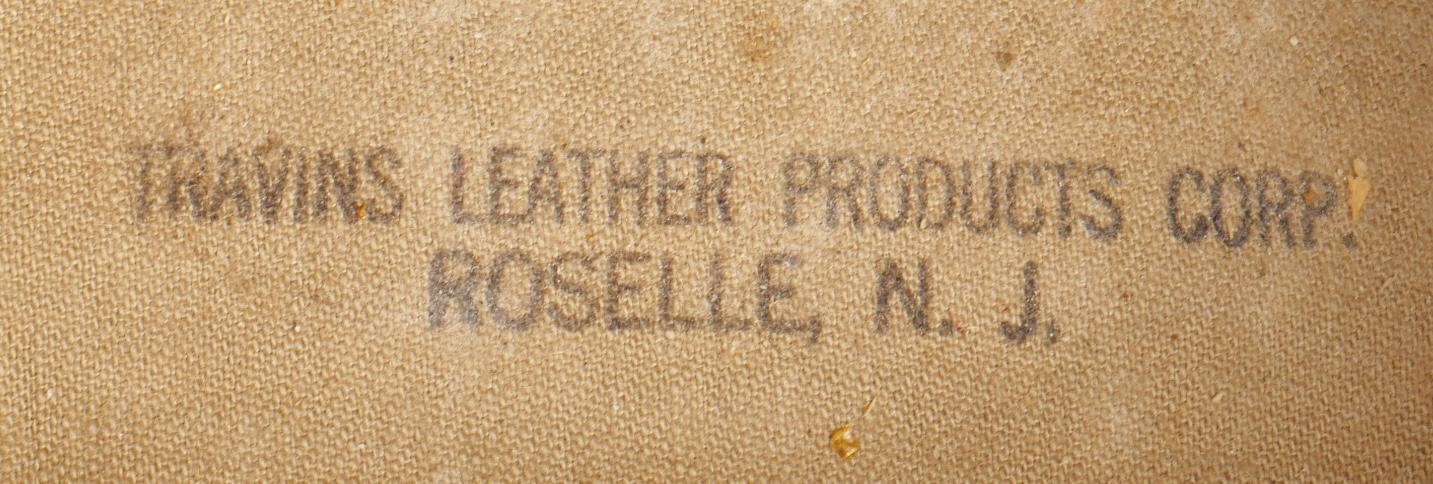 TRAVINS LEATHER PRODUCTS CORP.
ROSELLE, N. J.